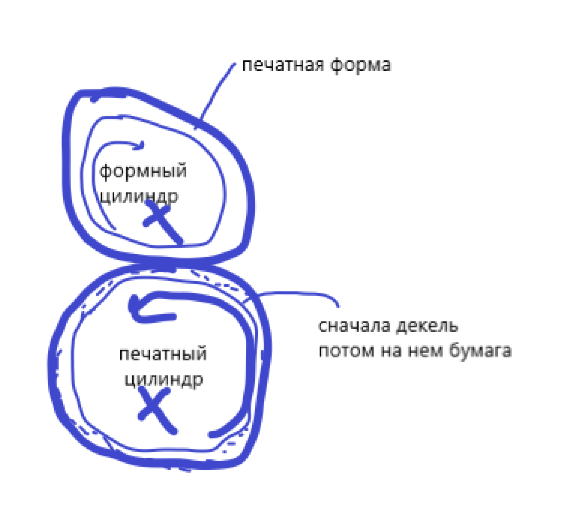 печатная форма
формный
цилиндр
сначала декель
потом на нем бумага
печатный
цилиндр